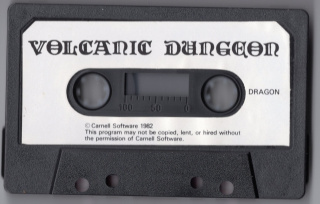 VOLCANIC DUNGEON
DRAGON
100 50 0
© Carnell Software 1982
This program may not be copied, lent, or hired without
the permission of Carnell Software.